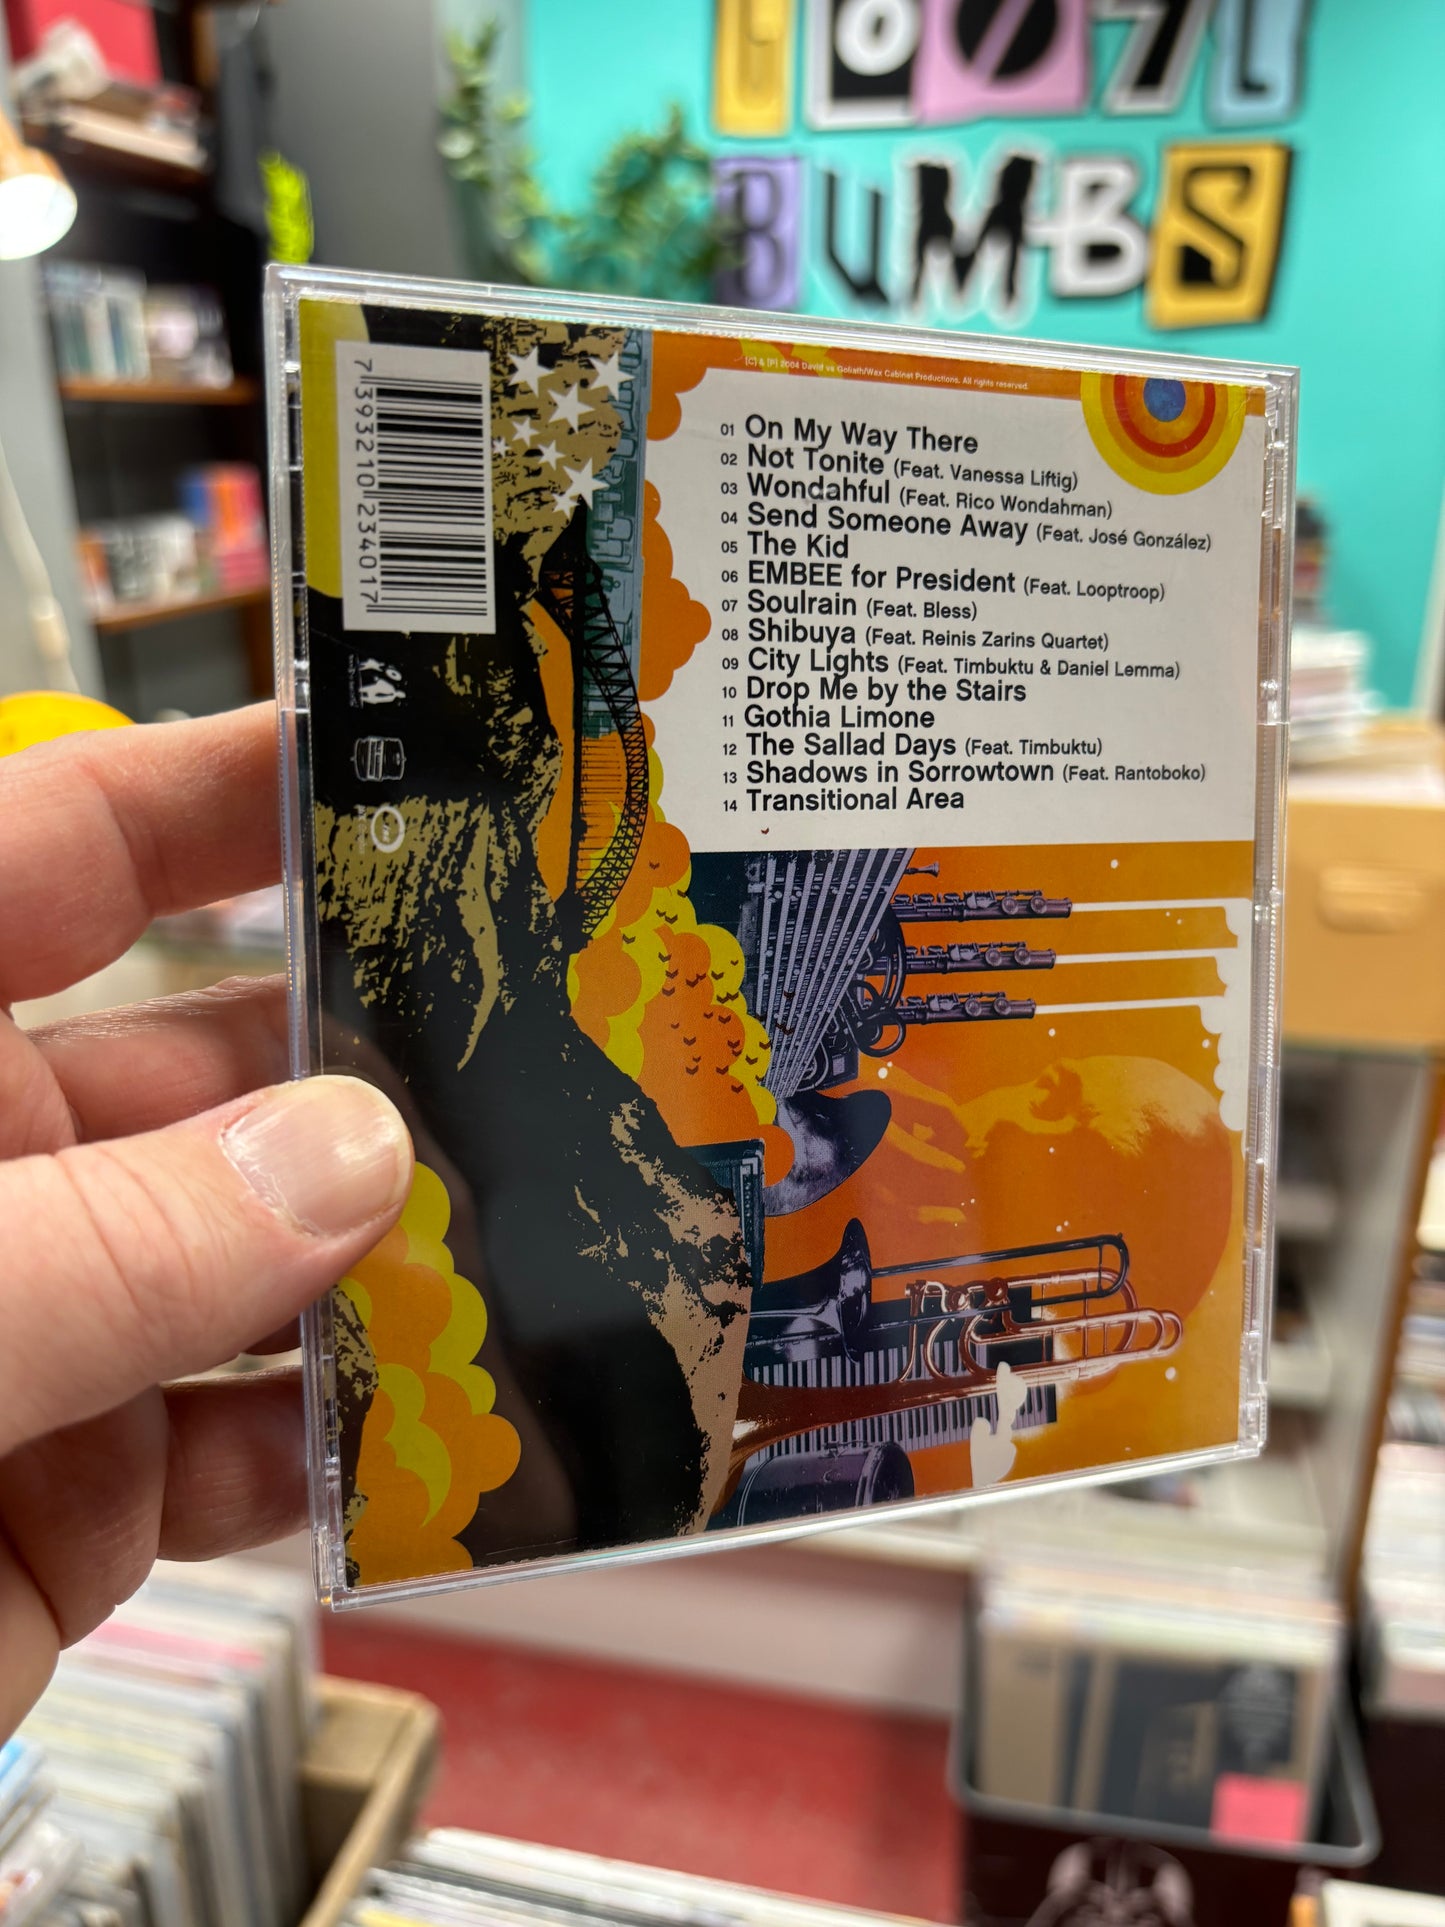 GOOSE
BUMBS
[C] & [P] 2004 David vs Goliath/Wax Cabinet Productions. All rights reserved.
7 393210 234017
01 On My Way There
02 Not Tonite (Feat. Vanessa Liftig)
03 Wondahful (Feat. Rico Wondahman)
04 Send Someone Away (Feat. José González)
05 The Kid
06 EMBEE for President (Feat. Looptroop)
07 Soulrain (Feat. Bless)
08 Shibuya (Feat. Reinis Zarins Quartet)
09 City Lights (Feat. Timbuktu & Daniel Lemma)
10 Drop Me by the Stairs
11 Gothia Limone
12 The Sallad Days (Feat. Timbuktu)
13 Shadows in Sorrowtown (Feat. Rantoboko)
14 Transitional Area